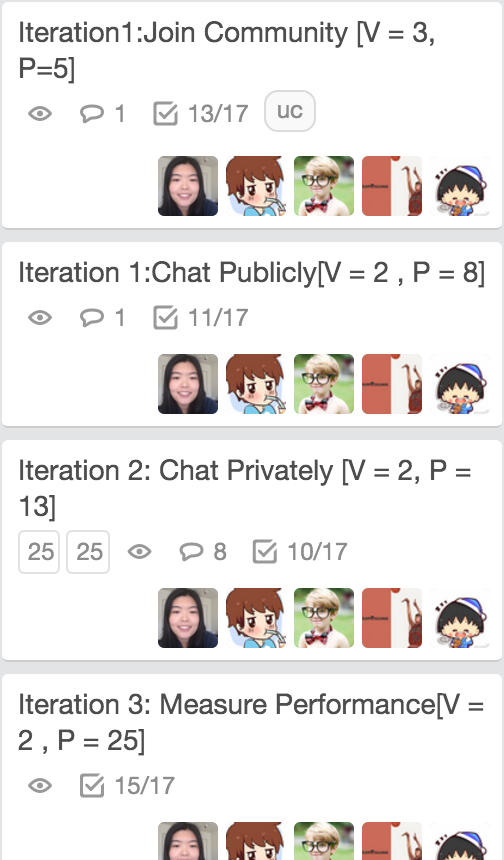 Iteration1:Join Community [V = 3,
P=5]
1 13/17 uc
Iteration 1:Chat Publicly[V = 2 , P = 8]
1 11/17
Iteration 2: Chat Privately [V = 2, P =
13]
25 25 8 10/17
Iteration 3: Measure Performance[V =
2 , P = 25]
15/17